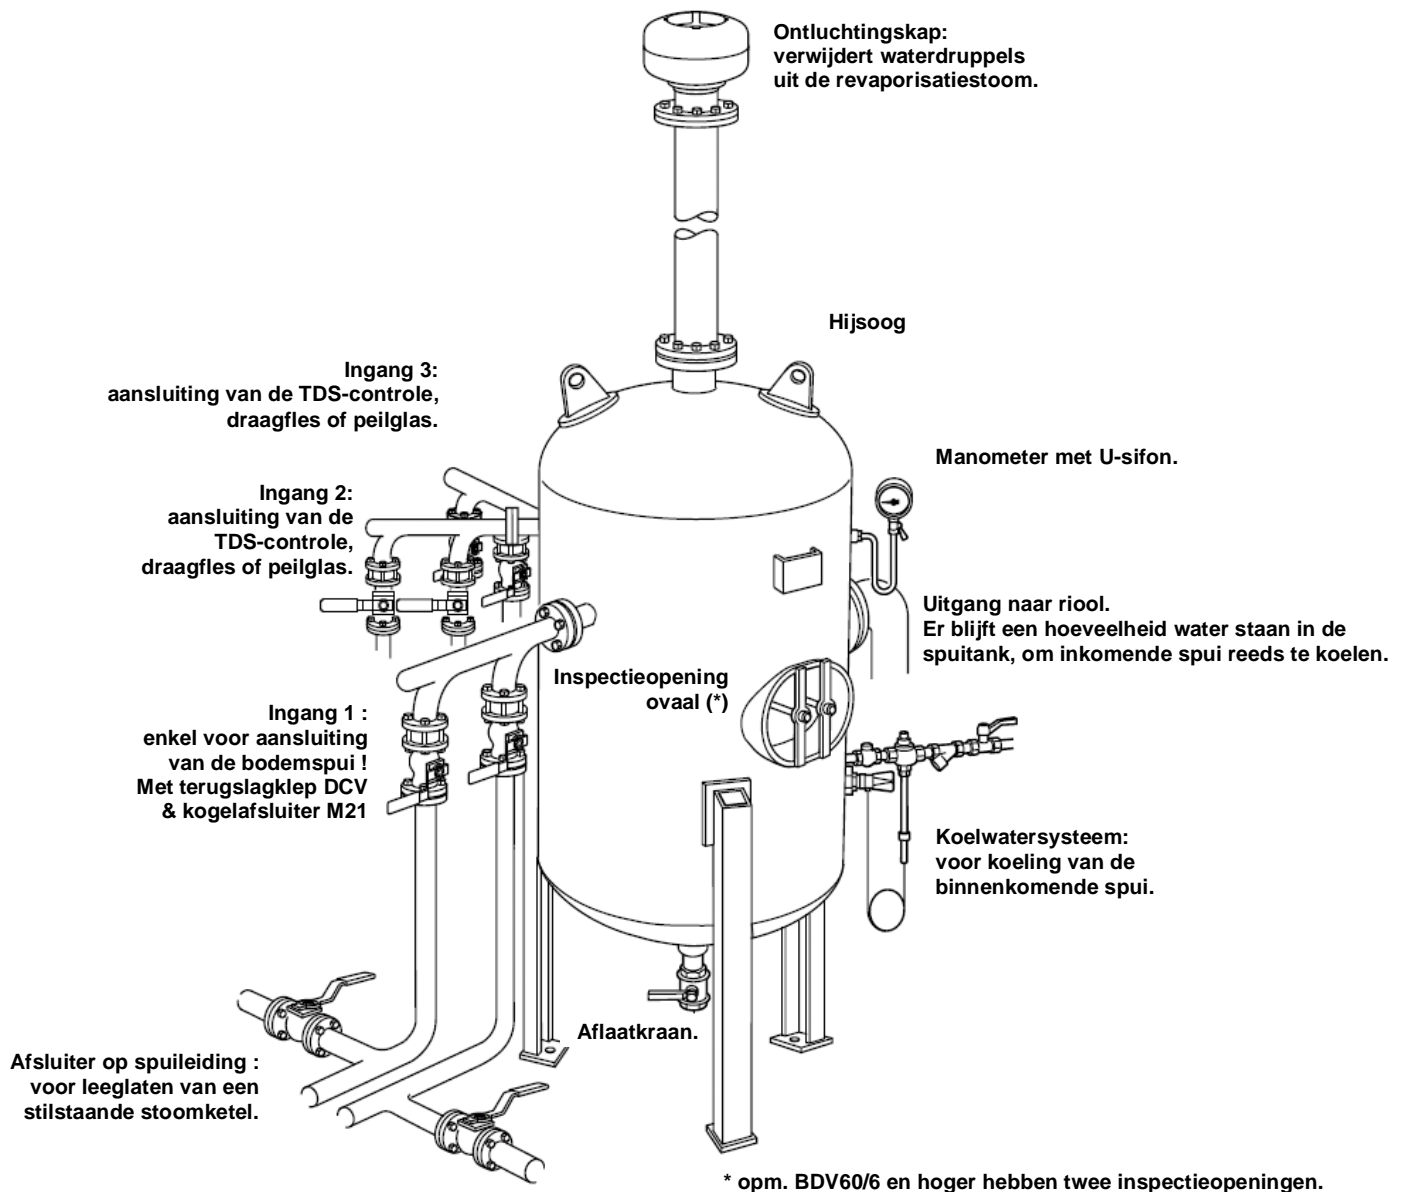 Ontluchtingskap:
verwijdert waterdruppels
uit de revaporisatiestoom.
Hijsoog
Ingang 3:
aansluiting van de TDS-controle,
draagfles of peilglas.
Manometer met U-sifon.
Ingang 2:
aansluiting van de
TDS-controle,
draagfles of peilglas.
Uitgang naar riool.
Er blijft een hoeveelheid water staan in de
spuitank, om inkomende spui reeds te koelen.
Inspectieopening
ovaal (*)
Ingang 1 :
enkel voor aansluiting
van de bodemspui !
Met terugslagklep DCV
& kogelafsluiter M21
Koelwatersysteem:
voor koeling van de
binnenkomende spui.
Aflaatkraan.
Afsluiter op spuileiding :
voor leeglaten van een
stilstaande stoomketel.
* opm. BDV60/6 en hoger hebben twee inspectieopeningen.